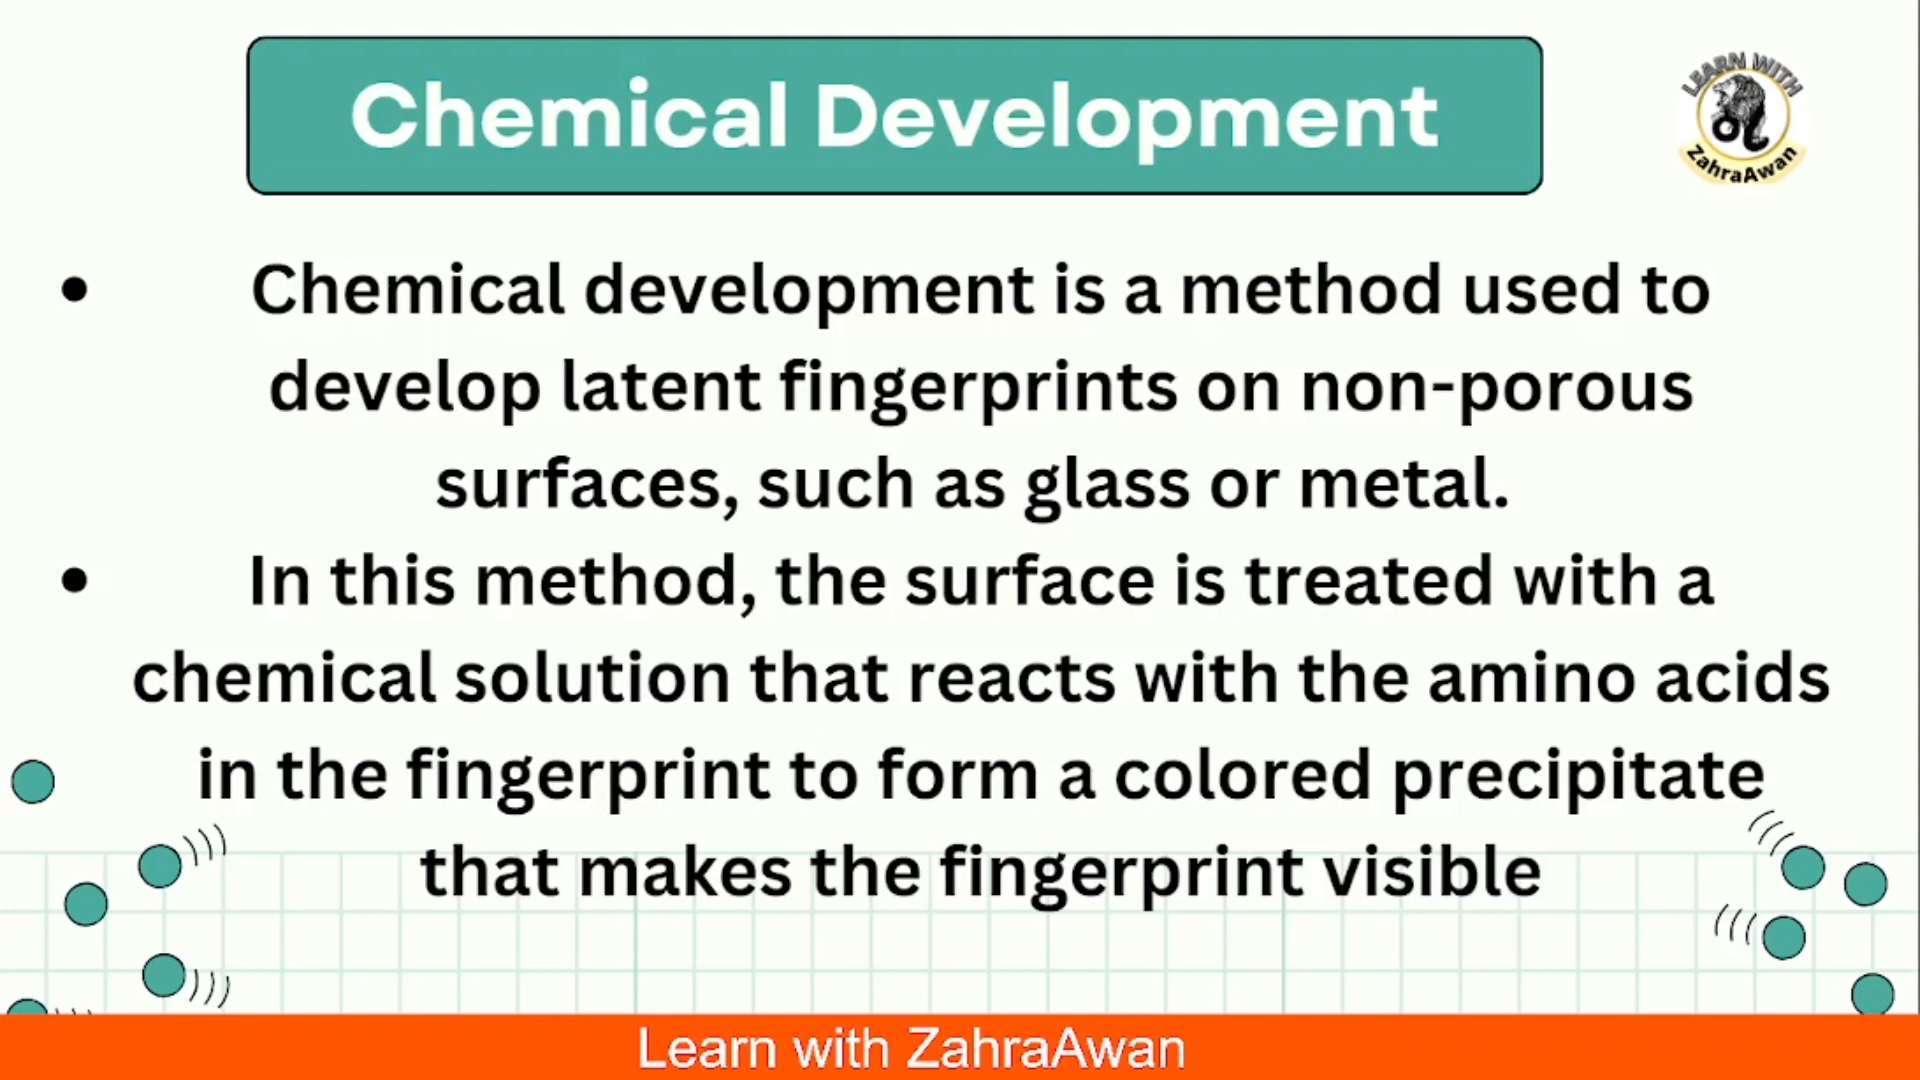 Chemical Development
LEARN WITH
ZahraAwan
• Chemical development is a method used to
develop latent fingerprints on non-porous
surfaces, such as glass or metal.
• In this method, the surface is treated with a
chemical solution that reacts with the amino acids
in the fingerprint to form a colored precipitate
that makes the fingerprint visible
Learn with ZahraAwan